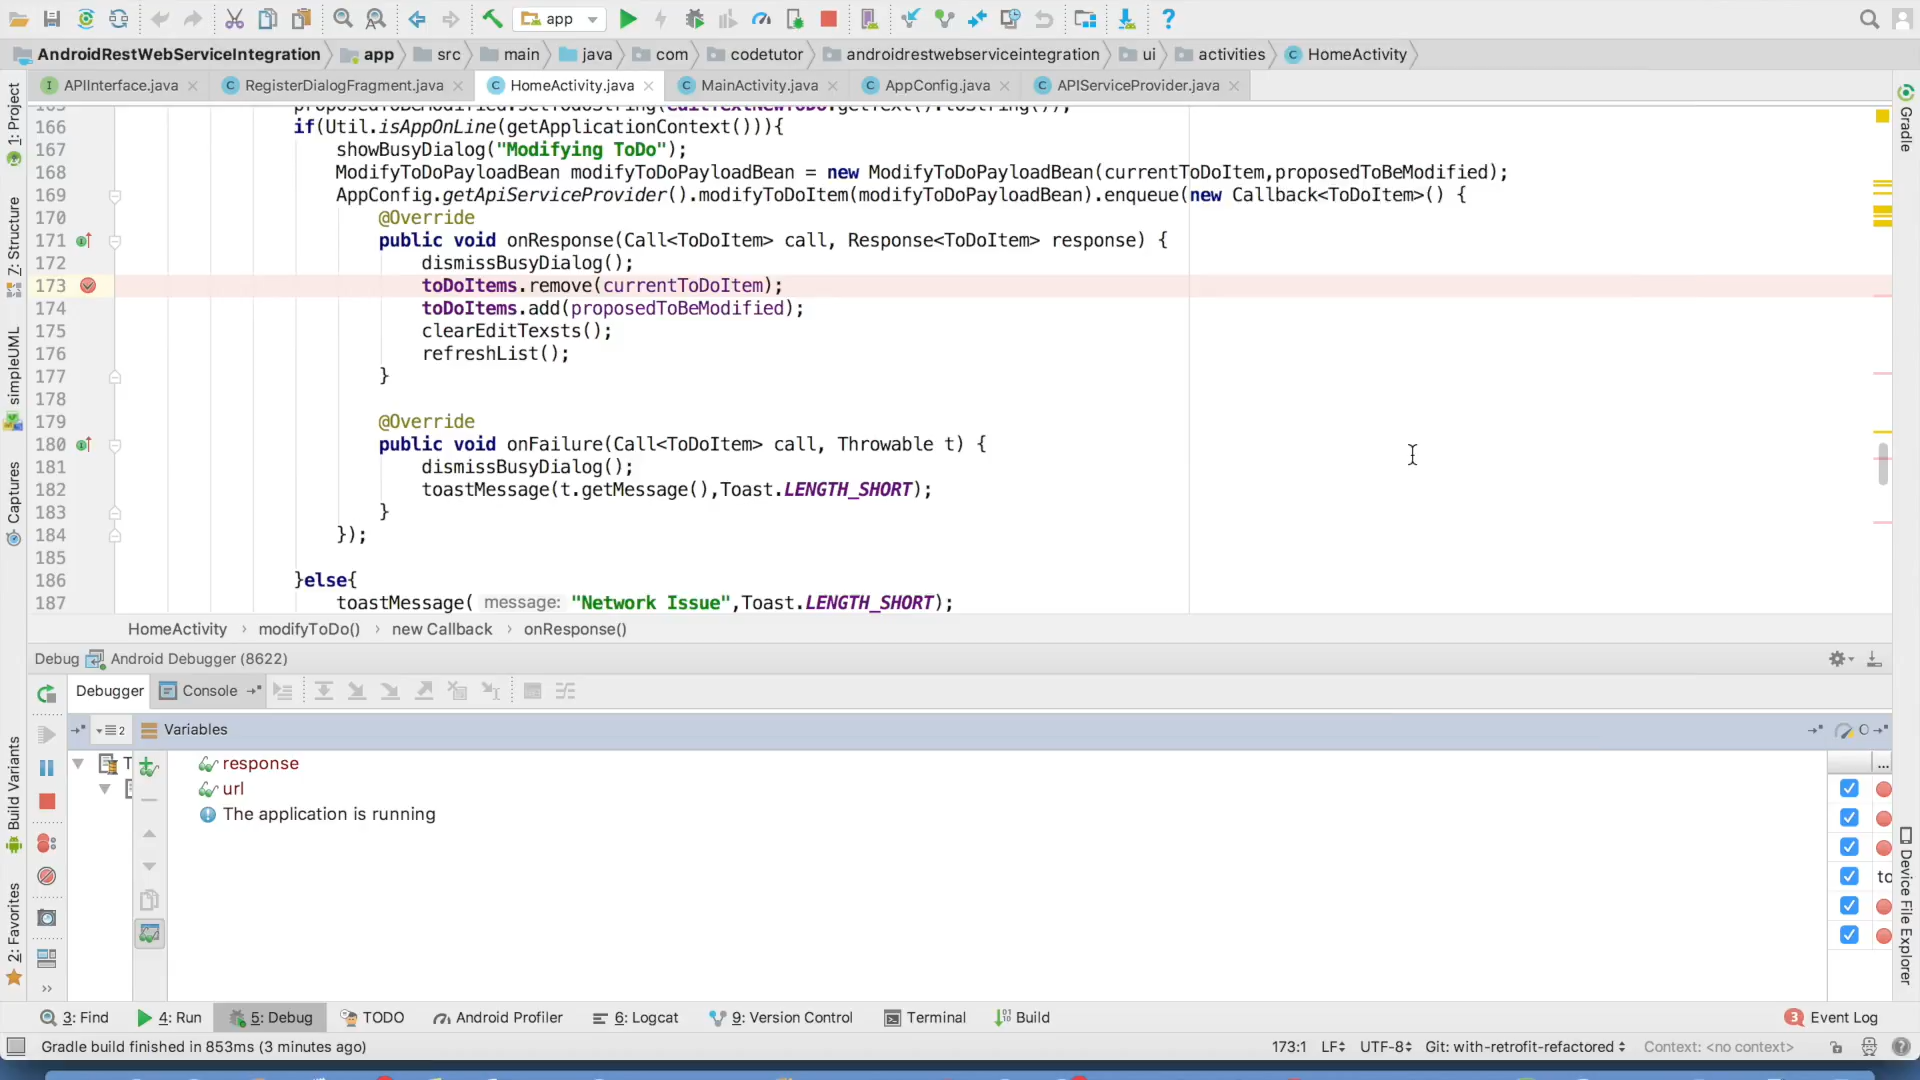 app
AndroidRestWebServiceIntegration app src main java com codetutor androidrestwebserviceintegration ui activities HomeActivity
APIInterface.java RegisterDialogFragment.java HomeActivity.java MainActivity.java AppConfig.java APIServiceProvider.java
1: Project
7: Structure
simpleUML
Captures
Build Variants
2: Favorites
Gradle
Device File Explorer
165 proposedToBeModified.setToDoString(editTextNewToDo.getText().toString());
166 if(Util.isAppOnLine(getApplicationContext())){
167 showBusyDialog("Modifying ToDo");
168 ModifyToDoPayloadBean modifyToDoPayloadBean = new ModifyToDoPayloadBean(currentToDoItem,proposedToBeModified);
169 AppConfig.getApiServiceProvider().modifyToDoItem(modifyToDoPayloadBean).enqueue(new Callback<ToDoItem>() {
170 @Override
171 public void onResponse(Call<ToDoItem> call, Response<ToDoItem> response) {
172 dismissBusyDialog();
173 toDoItems.remove(currentToDoItem);
174 toDoItems.add(proposedToBeModified);
175 clearEditTexsts();
176 refreshList();
177 }
178
179 @Override
180 public void onFailure(Call<ToDoItem> call, Throwable t) {
181 dismissBusyDialog();
182 toastMessage(t.getMessage(),Toast.LENGTH_SHORT);
183 }
184 });
185
186 }else{
187 toastMessage( message: "Network Issue",Toast.LENGTH_SHORT);
HomeActivity › modifyToDo() › new Callback › onResponse()
Debug Android Debugger (8622)
Debugger Console
2 Variables
T response
url
The application is running
to
3: Find 4: Run 5: Debug TODO Android Profiler 6: Logcat 9: Version Control Terminal Build 3 Event Log
Gradle build finished in 853ms (3 minutes ago) 173:1 LF UTF-8 Git: with-retrofit-refactored Context: <no context>